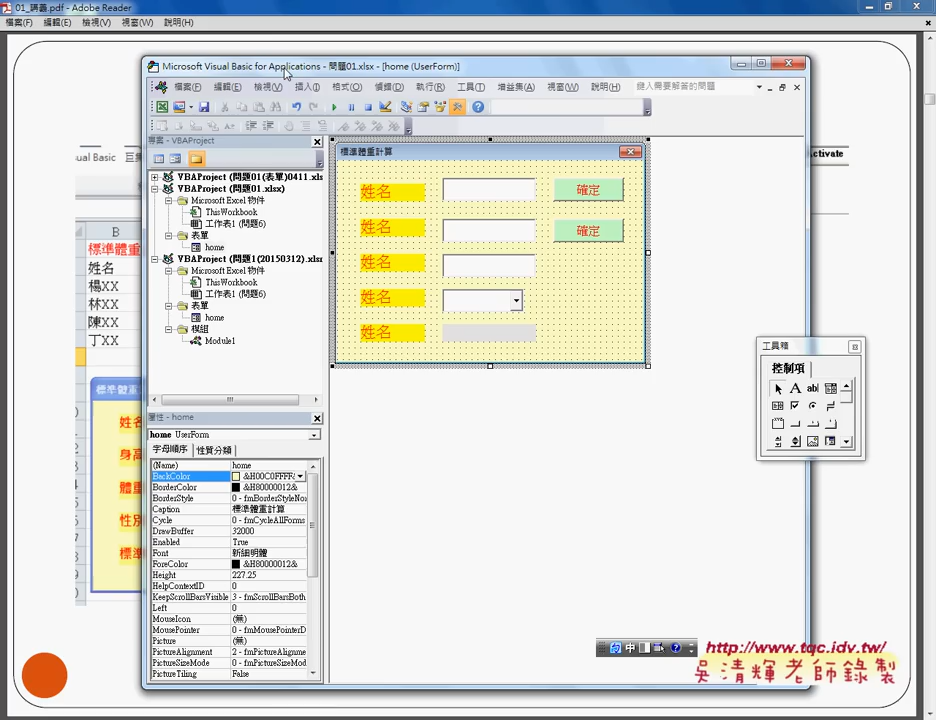 01_講義.pdf - Adobe Reader
檔案(F) 編輯(E) 檢視(V) 視窗(W) 說明(H)
Microsoft Visual Basic for Applications - 問題01.xlsx - [home (UserForm)]
檔案(F) 編輯(E) 檢視(V) 插入(I) 格式(O) 偵錯(D) 執行(R) 工具(T) 增益集(A) 視窗(W) 說明(H) 鍵入需要解答的問題
專案 - VBAProject
VBAProject (問題01(表單)0411.xls
VBAProject (問題01.xlsx)
Microsoft Excel 物件
ThisWorkbook
工作表1 (問題6)
表單
home
VBAProject (問題1(20150312).xls
Microsoft Excel 物件
ThisWorkbook
工作表1 (問題6)
表單
home
模組
Module1
屬性 - home
home UserForm
字母順序 性質分類
(Name) home
BackColor &H00C0FFFF&
BorderColor &H80000012&
BorderStyle 0 - fmBorderStyleNo
Caption 標準體重計算
Cycle 0 - fmCycleAllForms
DrawBuffer 32000
Enabled True
Font 新細明體
ForeColor &H80000012&
Height 227.25
HelpContextID 0
KeepScrollBarsVisible 3 - fmScrollBarsBoth
Left 0
MouseIcon (無)
MousePointer 0 - fmMousePointerD
Picture (無)
PictureAlignment 2 - fmPictureAlignme
PictureSizeMode 0 - fmPictureSizeMod
PictureTiling False
標準體重計算
姓名 確定
姓名 確定
姓名
姓名
姓名
工具箱
控制項
A ab|
ual Basic 巨
ctivate
B
標準體重
姓名
楊XX
林XX
陳XX
丁XX
標準體重
姓名
身高
體重
性別
標準
中
http://www.tqc.idv.tw/
吳清輝老師錄製